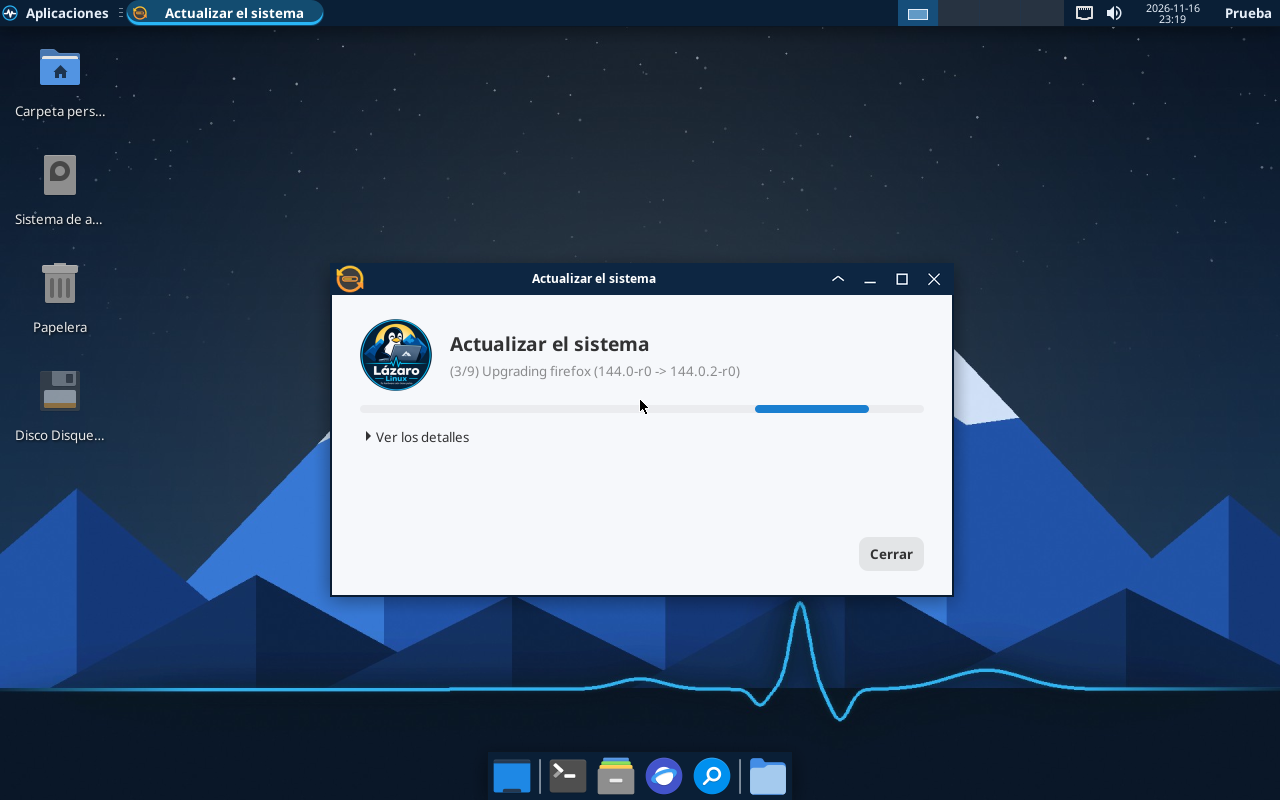 Aplicaciones
Actualizar el sistema
2026-11-16
23:19
Prueba
Carpeta pers...
Sistema de a...
Papelera
Disco Disque...
Actualizar el sistema
Lázaro
Linux
Actualizar el sistema
(3/9) Upgrading firefox (144.0-r0 -> 144.0.2-r0)
Ver los detalles
Cerrar